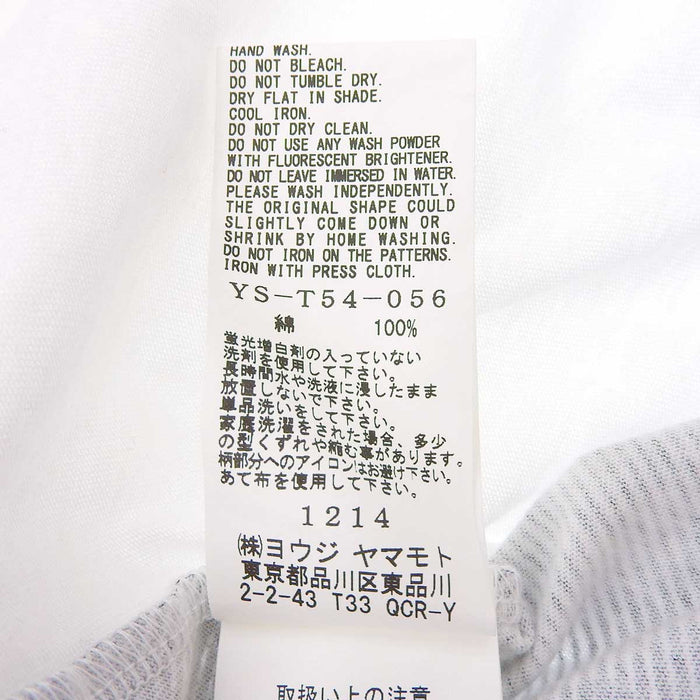 HAND WASH.
DO NOT BLEACH.
DO NOT TUMBLE DRY.
DRY FLAT IN SHADE.
COOL IRON.
DO NOT DRY CLEAN.
DO NOT USE ANY WASH POWDER
WITH FLUORESCENT BRIGHTENER.
DO NOT LEAVE IMMERSED IN WATER.
PLEASE WASH INDEPENDENTLY.
THE ORIGINAL SHAPE COULD
SLIGHTLY COME DOWN OR
SHRINK BY HOME WASHING.
DO NOT IRON ON THE PATTERNS.
IRON WITH PRESS CLOTH.
YS-T54-056
綿 100%
蛍光増白剤の入っていない
洗剤を使用して下さい。
長時間水や洗液に浸したまま
放置しないで下さい。
単品洗いをして下さい。
家庭洗濯をされた場合、多少
の型くずれや縮む事があります。
柄部分へのアイロンはお避け下さい。
あて布を使用して下さい。
1214
(株)ヨウジ ヤマモト
東京都品川区東品川
2-2-43 T33 QCR-Y
取扱い上の注意